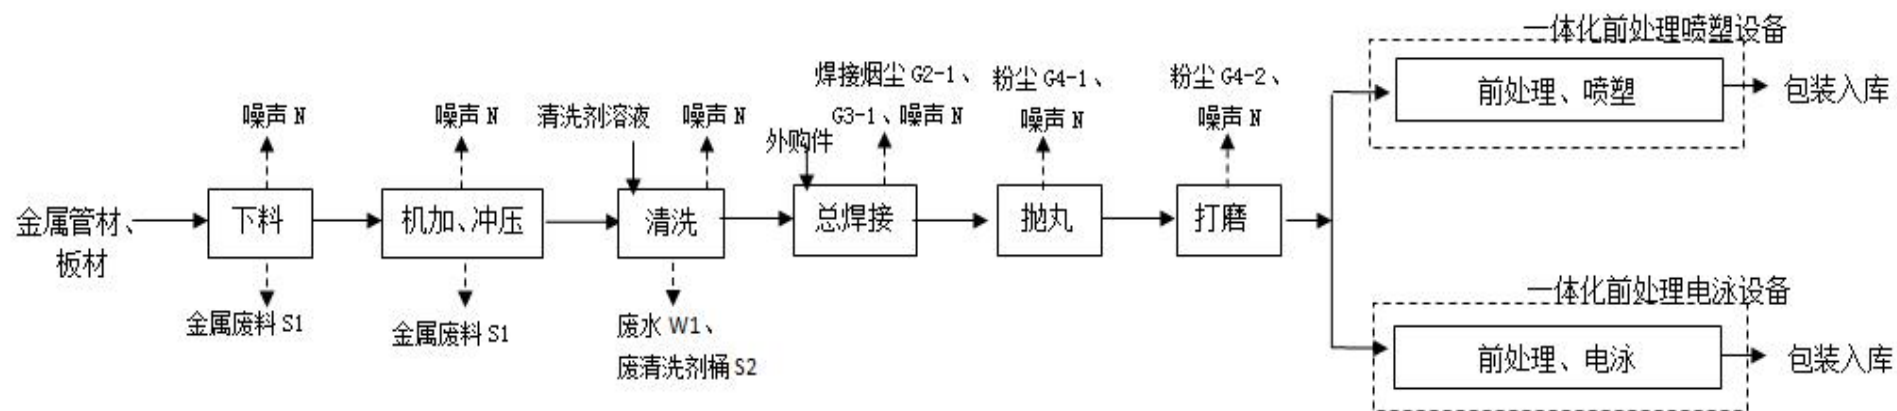 一体化前处理喷塑设备
焊接烟尘 G2-1、
G3-1、噪声 N
粉尘 G4-1、
噪声 N
粉尘 G4-2、
噪声 N
前处理、喷塑
包装入库
噪声 N
噪声 N
清洗剂溶液
噪声 N
外购件
金属管材、
板材
下料
机加、冲压
清洗
总焊接
抛丸
打磨
金属废料 S1
金属废料 S1
废水 W1、
废清洗剂桶 S2
一体化前处理电泳设备
前处理、电泳
包装入库